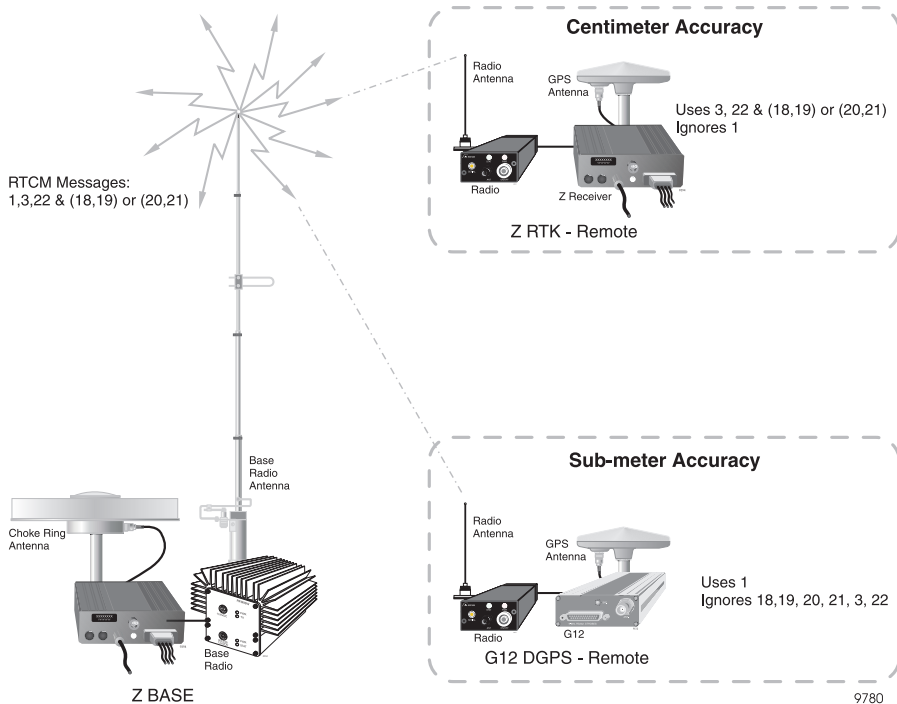 Centimeter Accuracy
Radio
Antenna
GPS
Antenna
Uses 3, 22 & (18,19) or (20,21)
Ignores 1
Radio
Z Receiver
Z RTK - Remote
RTCM Messages:
1,3,22 & (18,19) or (20,21)
Base
Radio
Antenna
Choke Ring
Antenna
Base
Radio
Z BASE
Sub-meter Accuracy
Radio
Antenna
GPS
Antenna
Uses 1
Ignores 18,19, 20, 21, 3, 22
Radio
G12
G12 DGPS - Remote
9780